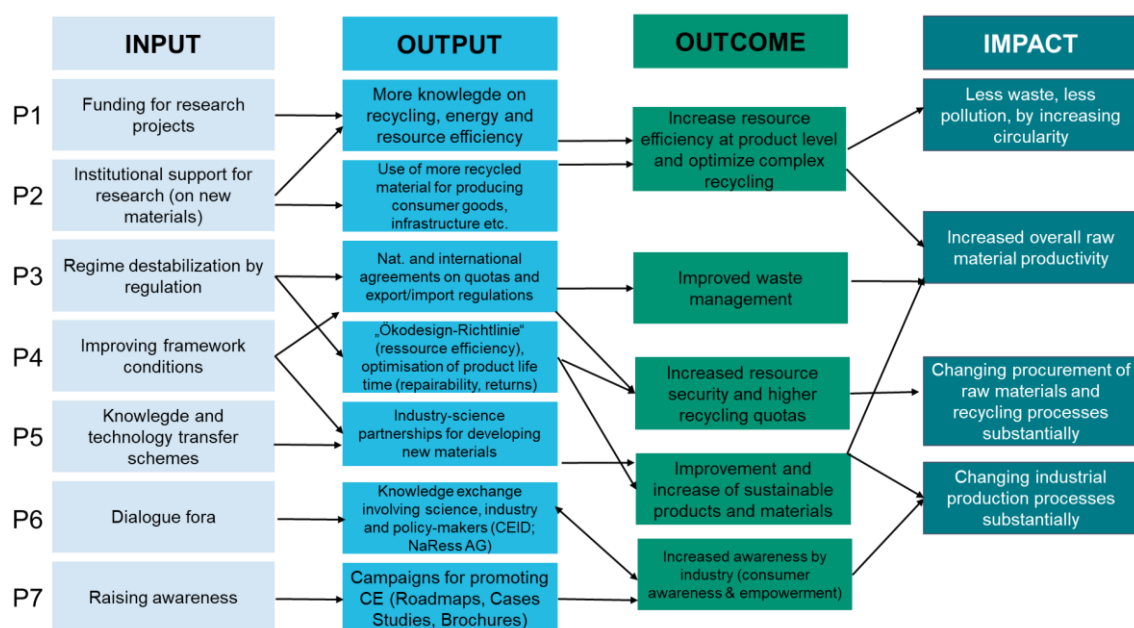 INPUT
OUTPUT
OUTCOME
IMPACT
P1
Funding for research
projects
More knowlegde on
recycling, energy and
resource efficiency
Increase resource
efficiency at product level
and optimize complex
recycling
Less waste, less
pollution, by increasing
circularity
P2
Institutional support for
research (on new
materials)
Use of more recycled
material for producing
consumer goods,
infrastructure etc.
P3
Regime destabilization by
regulation
Nat. and international
agreements on quotas and
export/import regulations
Improved waste
management
Increased overall raw
material productivity
P4
Improving framework
conditions
„Ökodesign-Richtlinie“
(ressource efficiency),
optimisation of product life
time (repairability, returns)
Increased resource
security and higher
recycling quotas
Changing procurement of
raw materials and
recycling processes
substantially
P5
Knowlegde and
technology transfer
schemes
Industry-science
partnerships for developing
new materials
Improvement and
increase of sustainable
products and materials
Changing industrial
production processes
substantially
P6
Dialogue fora
Knowledge exchange
involving science, industry
and policy-makers (CEID;
NaRess AG)
Increased awareness by
industry (consumer
awareness & empowerment)
P7
Raising awareness
Campaigns for promoting
CE (Roadmaps, Cases
Studies, Brochures)